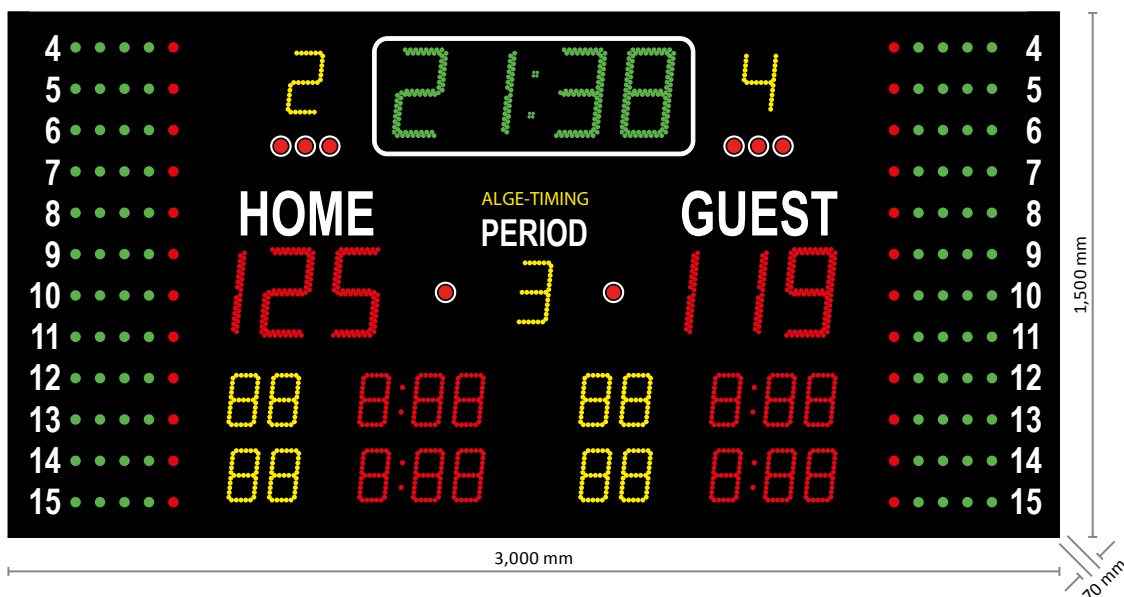 4 2 21:38 4 4
5 5
6 6
7 7
8 HOME ALGE-TIMING GUEST 8
PERIOD
9 9
10 125 3 119 10
11 11
12 88 8:88 88 8:88 12
13 13
14 88 8:88 88 8:88 14
15 15
1,500 mm
3,000 mm
70 mm